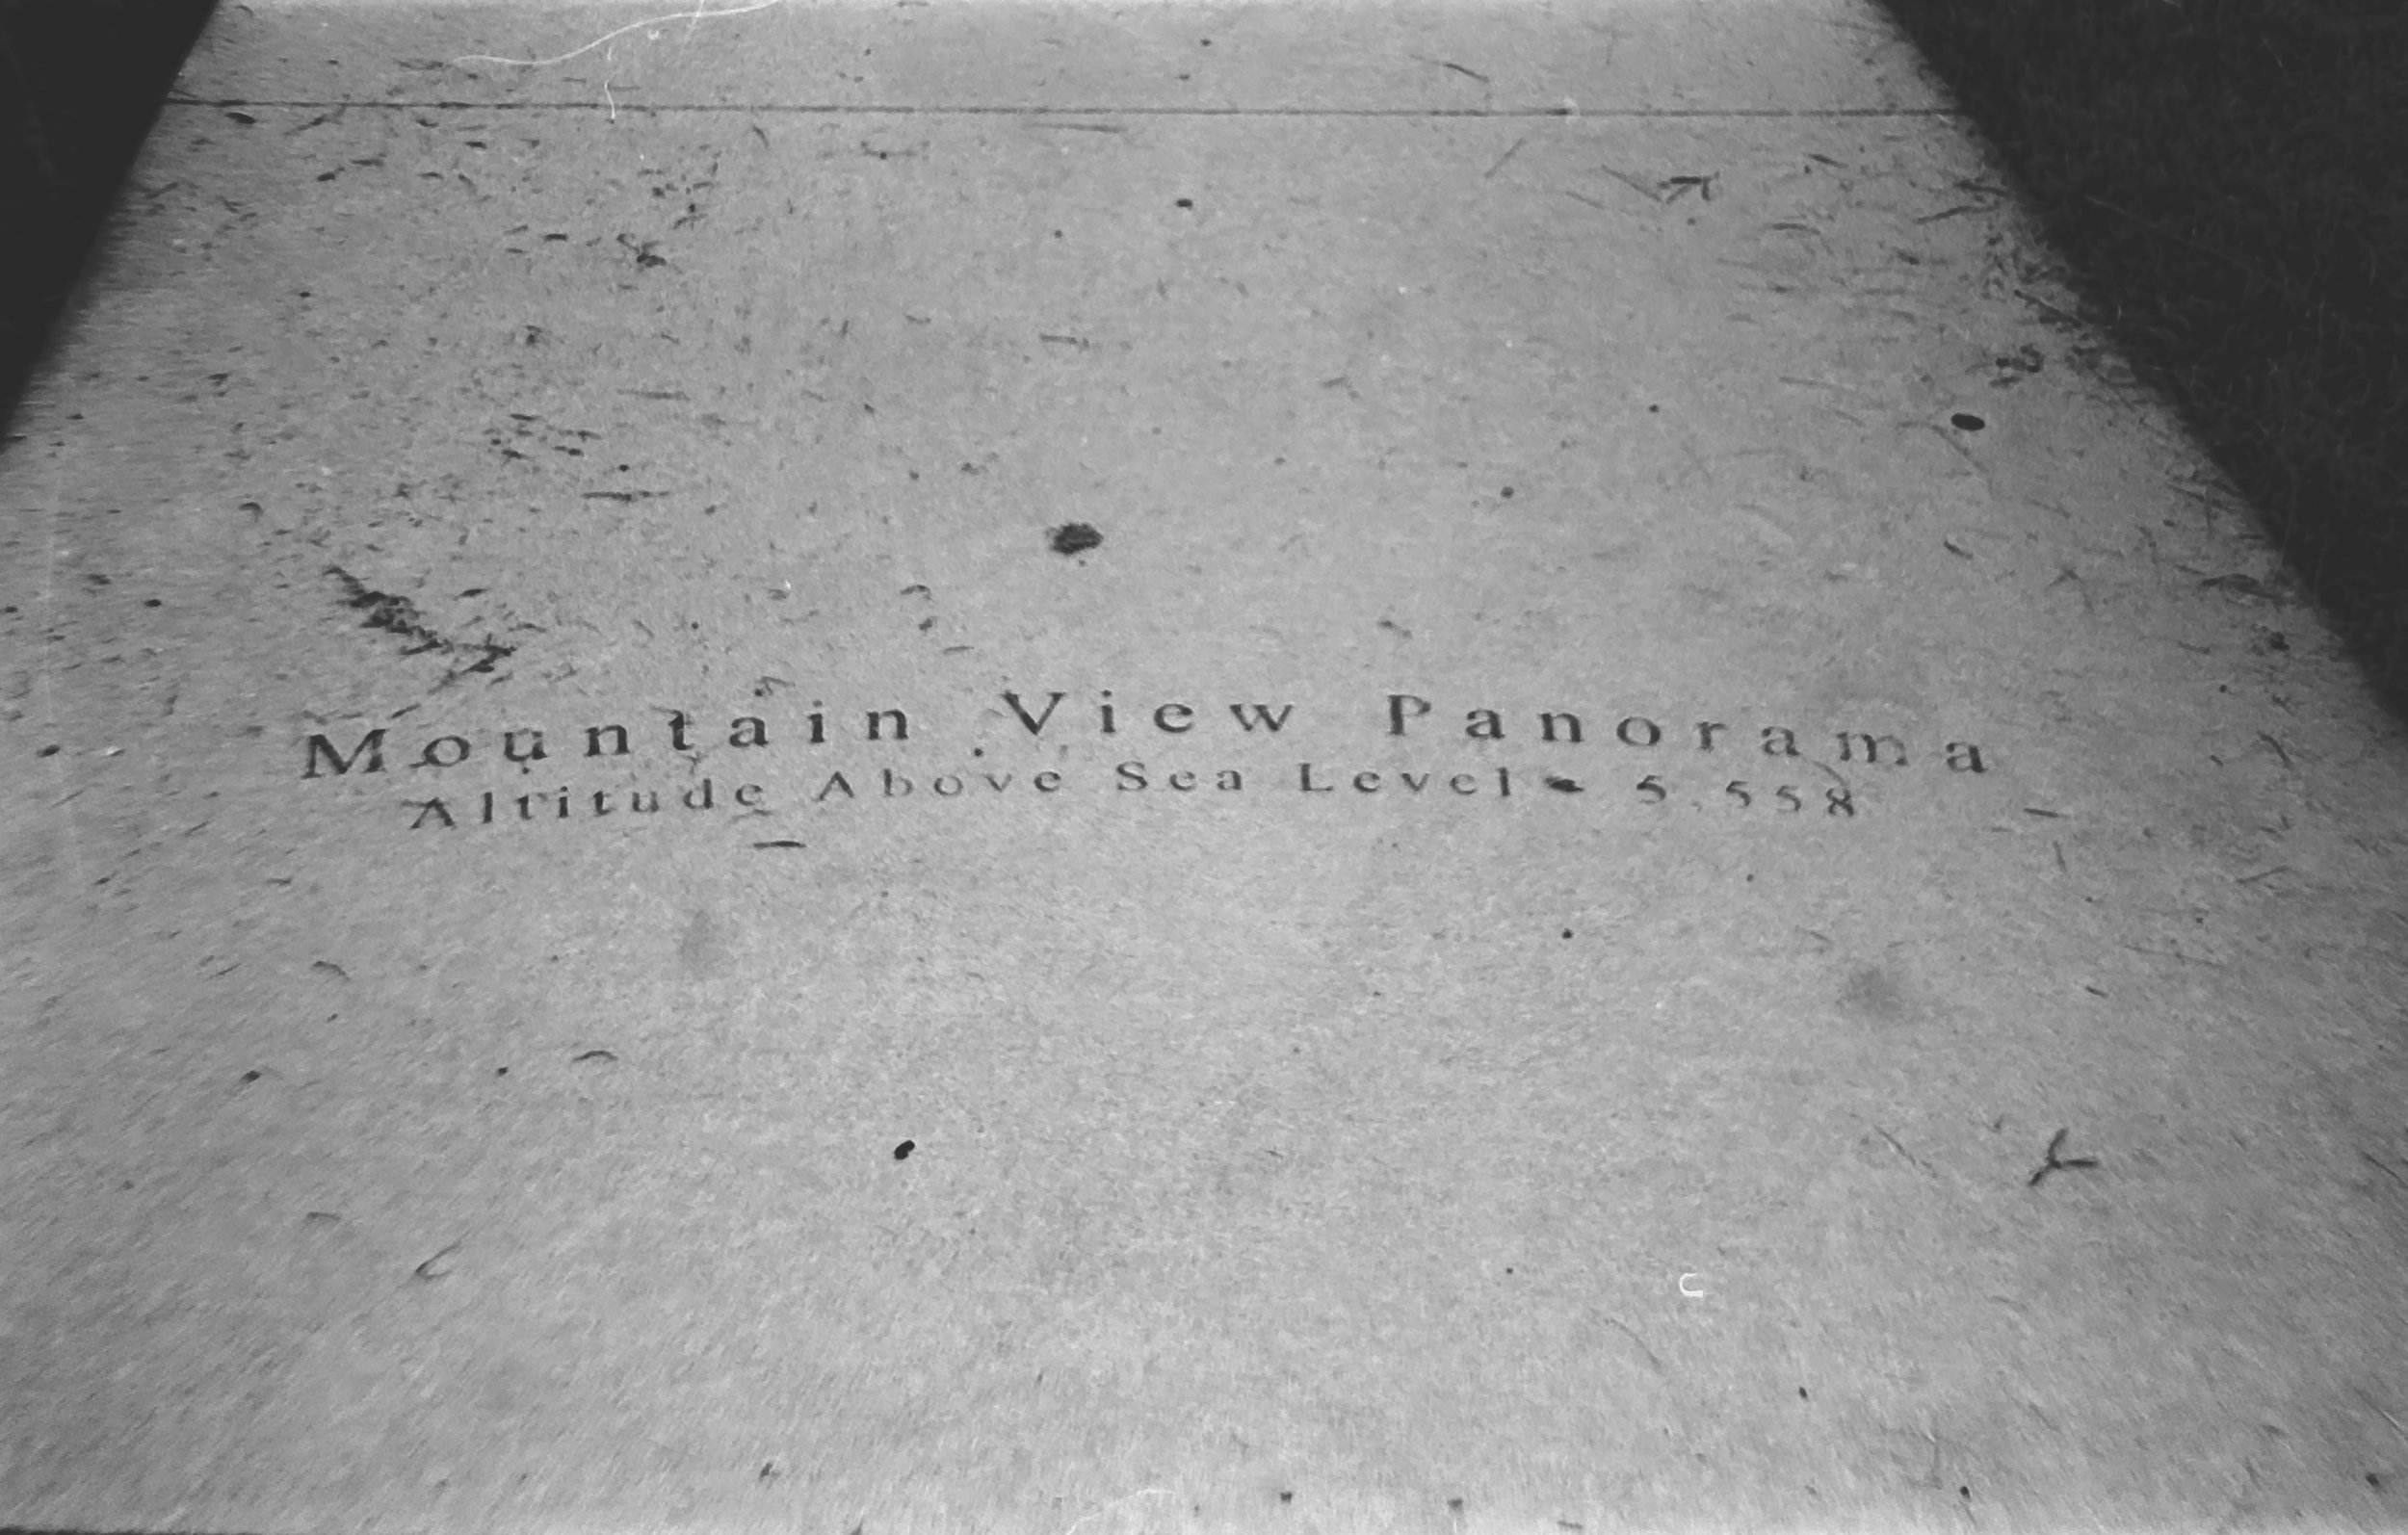 Mountain View Panorama
Altitude Above Sea Level - 5,558